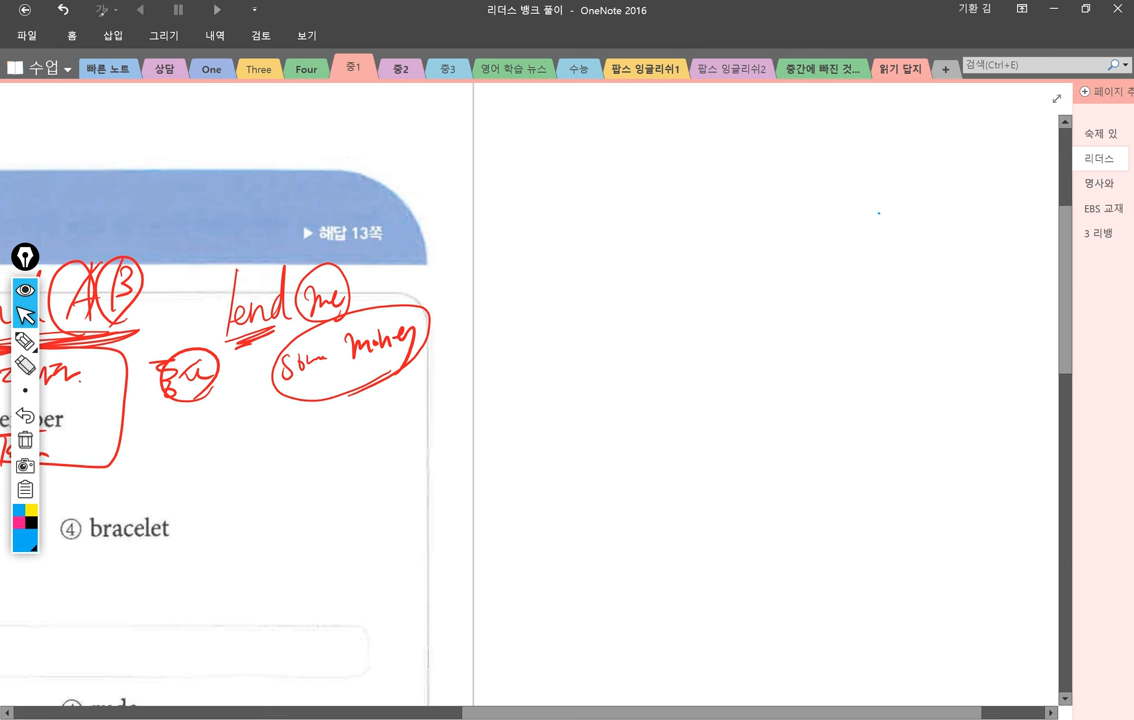 리더스 뱅크 풀이 - OneNote 2016
기환 김
파일 홈 삽입 그리기 내역 검토 보기
수업 빠른 노트 상담 One Three Four 중1 중2 중3 영어 학습 뉴스 수능 팝스 잉글리쉬1 팝스 잉글리쉬2 중간에 빠진 것... 읽기 답지 +
검색(Ctrl+E)
페이지 추
숙제 있
리더스
명사와
EBS 교재
3 리뱅
▶ 해답 13쪽
A B
lend me
some money
④ bracelet